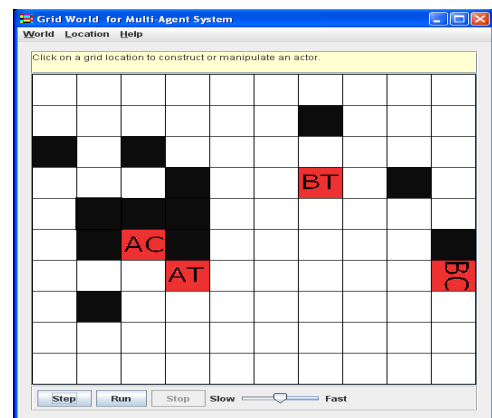 Grid World for Multi-Agent System
World Location Help
Click on a grid location to construct or manipulate an actor.
BT
AC
AT
BC
Step Run Stop Slow Fast